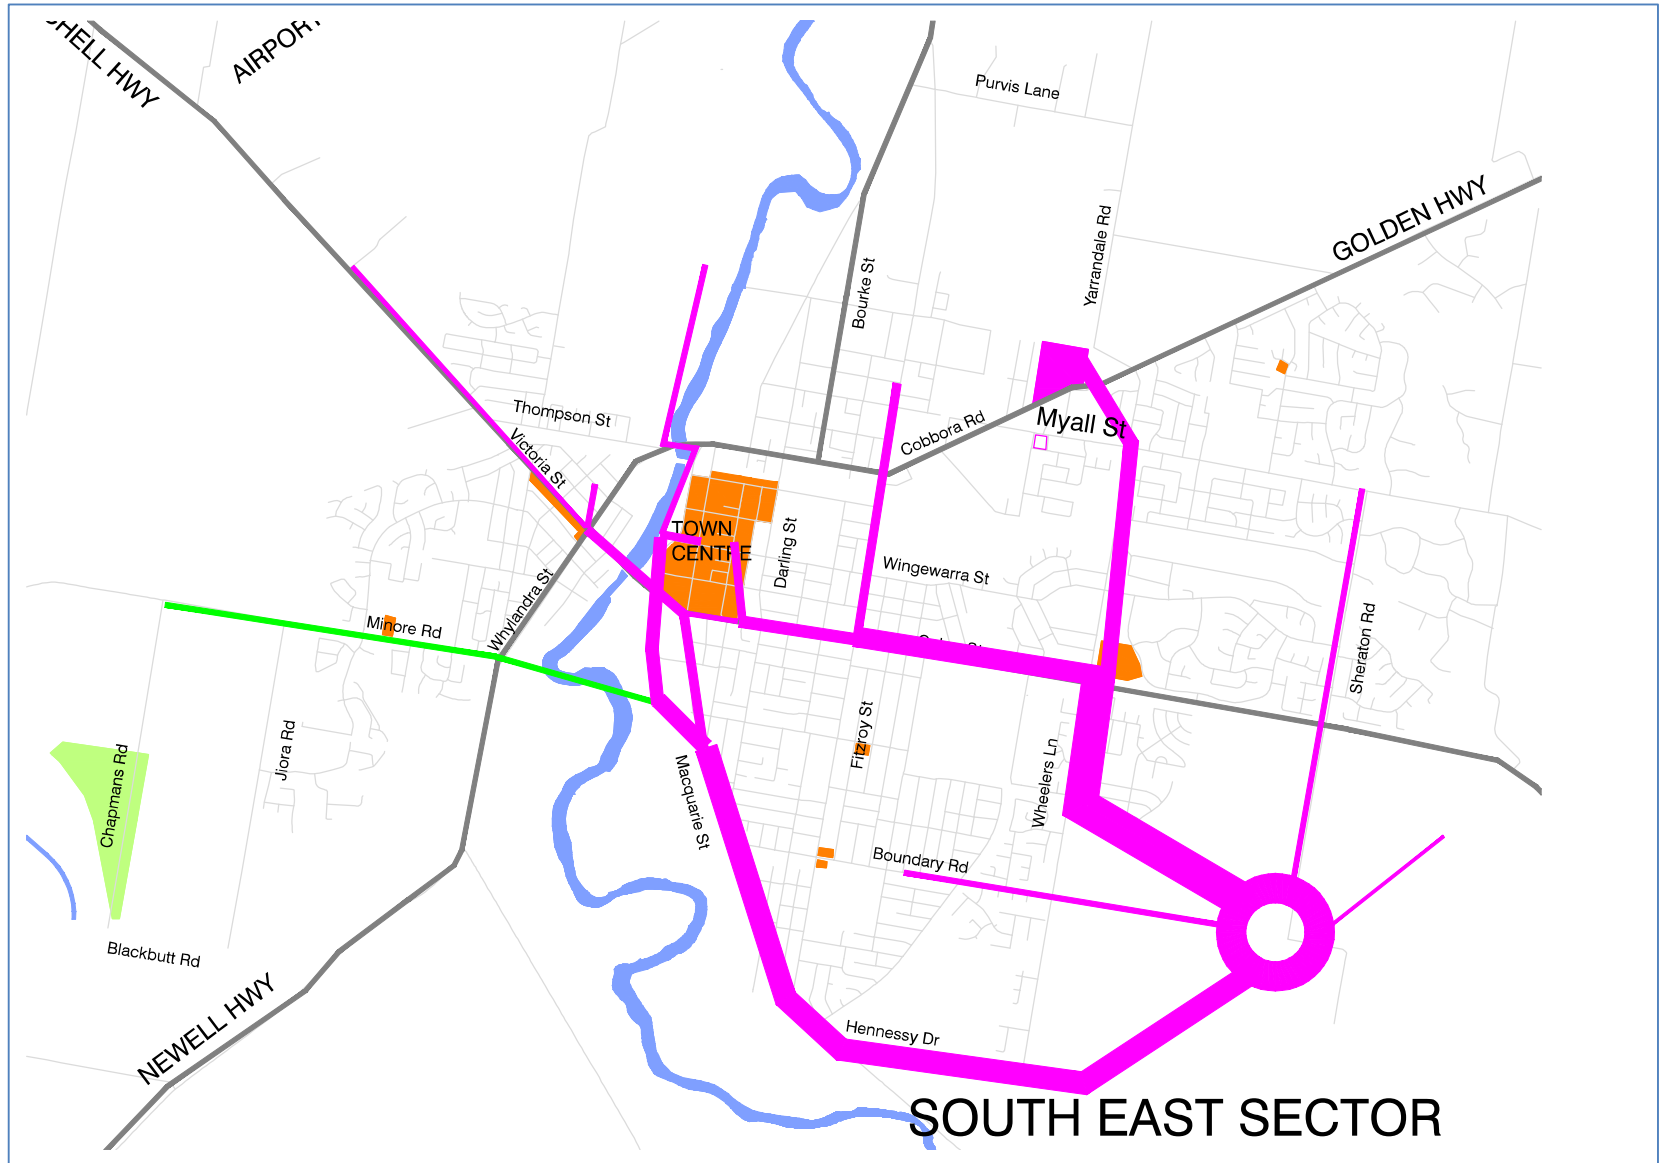 CHELL HWY
AIRPORT
Purvis Lane
GOLDEN HWY
Yarrandale Rd
Bourke St
Thompson St
Cobbora Rd
Myall St
Victoria St
TOWN
CENTRE
Darling St
Wingewarra St
Whylandra St
Minore Rd
Sheraton Rd
Fitzroy St
Jiora Rd
Chapmans Rd
Macquarie St
Wheelers Ln
Boundary Rd
Blackbutt Rd
NEWELL HWY
Hennessy Dr
SOUTH EAST SECTOR